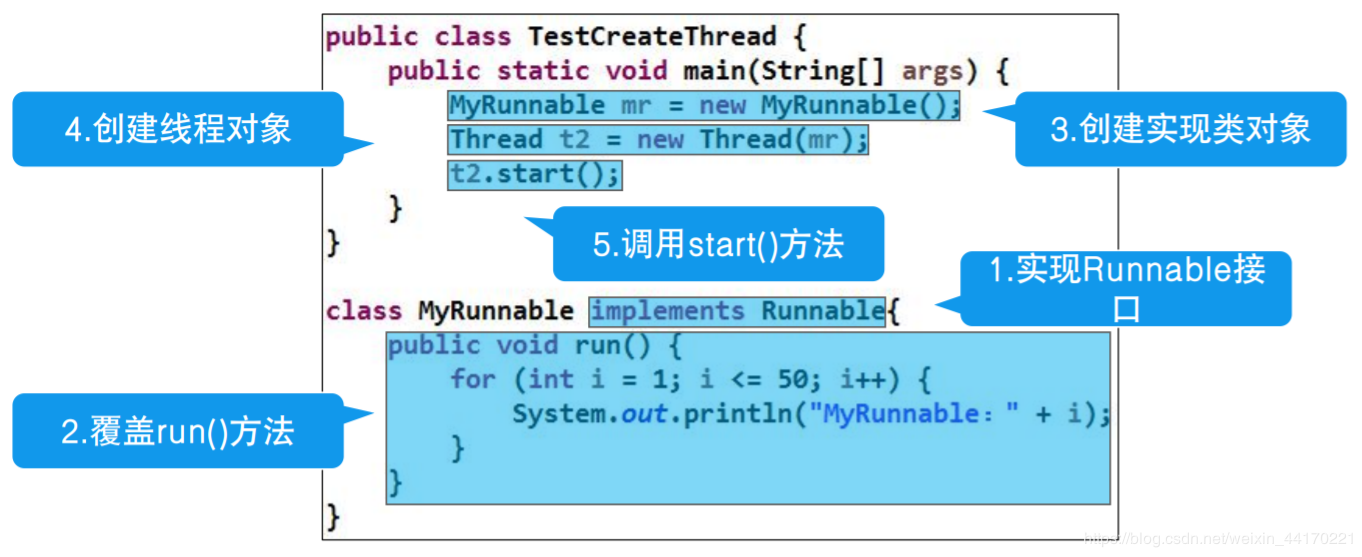 public class TestCreateThread {
public static void main(String[] args) {
MyRunnable mr = new MyRunnable();
Thread t2 = new Thread(mr);
t2.start();
}
}
4.创建线程对象
3.创建实现类对象
5.调用start()方法
1.实现Runnable接
口
class MyRunnable implements Runnable{
public void run() {
for (int i = 1; i <= 50; i++) {
System.out.println("MyRunnable：" + i);
}
}
}
2.覆盖run()方法
https://blog.csdn.net/weixin_44170221